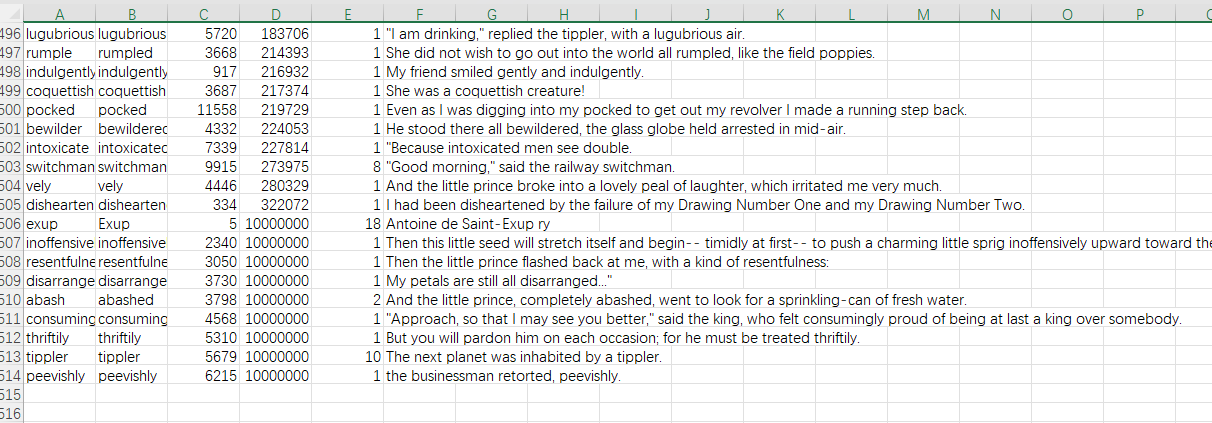 A B C D E F G H I J K L M N O P
496 lugubrious lugubrious 5720 183706 1 "I am drinking," replied the tippler, with a lugubrious air.
497 rumple rumpled 3668 214393 1 She did not wish to go out into the world all rumpled, like the field poppies.
498 indulgently indulgently 917 216932 1 My friend smiled gently and indulgently.
499 coquettish coquettish 3687 217374 1 She was a coquettish creature!
500 pocked pocked 11558 219729 1 Even as I was digging into my pocked to get out my revolver I made a running step back.
501 bewilder bewildered 4332 224053 1 He stood there all bewildered, the glass globe held arrested in mid-air.
502 intoxicate intoxicated 7339 227814 1 "Because intoxicated men see double.
503 switchman switchman 9915 273975 8 "Good morning," said the railway switchman.
504 vely vely 4446 280329 1 And the little prince broke into a lovely peal of laughter, which irritated me very much.
505 dishearten dishearten 334 322072 1 I had been disheartened by the failure of my Drawing Number One and my Drawing Number Two.
506 exup Exup 5 10000000 18 Antoine de Saint-Exup ry
507 inoffensive inoffensive 2340 10000000 1 Then this little seed will stretch itself and begin-- timidly at first-- to push a charming little sprig inoffensively upward toward the
508 resentfulne resentfulne 3050 10000000 1 Then the little prince flashed back at me, with a kind of resentfulness:
509 disarrange disarrange 3730 10000000 1 My petals are still all disarranged..."
510 abash abashed 3798 10000000 2 And the little prince, completely abashed, went to look for a sprinkling-can of fresh water.
511 consuming consuming 4568 10000000 1 "Approach, so that I may see you better," said the king, who felt consumingly proud of being at last a king over somebody.
512 thriftily thriftily 5310 10000000 1 But you will pardon him on each occasion; for he must be treated thriftily.
513 tippler tippler 5679 10000000 10 The next planet was inhabited by a tippler.
514 peevishly peevishly 6215 10000000 1 the businessman retorted, peevishly.
515
516